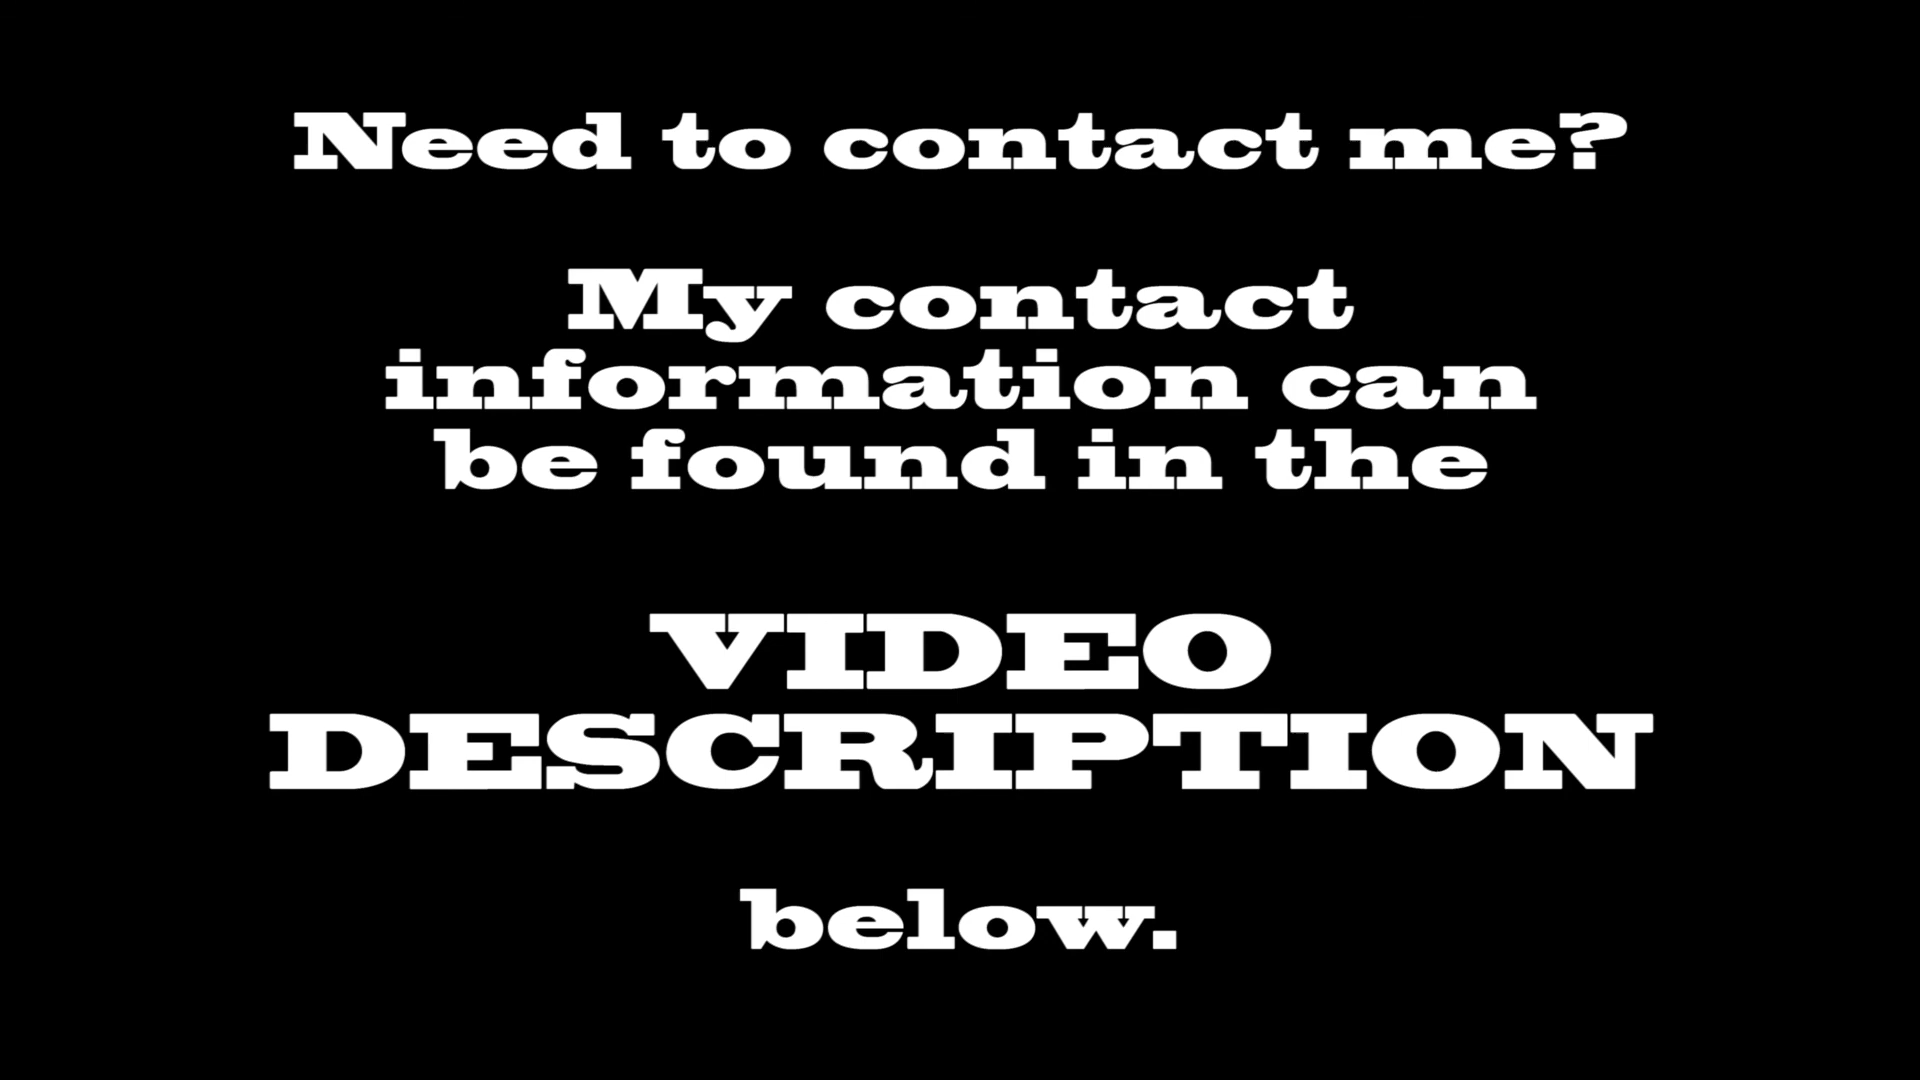 Need to contact me?
My contact
information can
be found in the
VIDEO
DESCRIPTION
below.